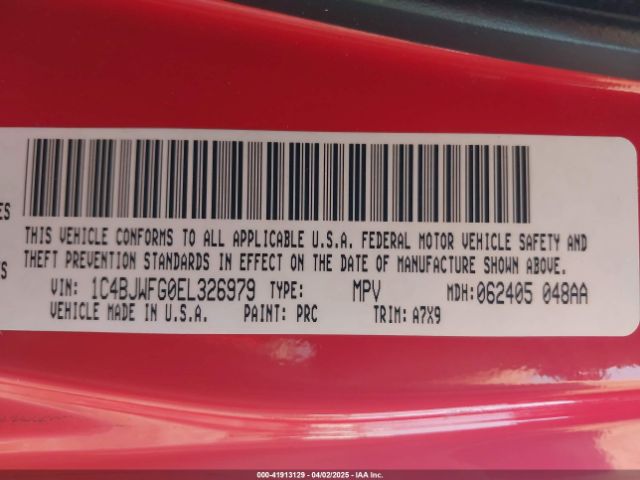 ES
THIS VEHICLE CONFORMS TO ALL APPLICABLE U.S.A. FEDERAL MOTOR VEHICLE SAFETY AND
THEFT PREVENTION STANDARDS IN EFFECT ON THE DATE OF MANUFACTURE SHOWN ABOVE.
VIN: 1C4BJWFG0EL326979 TYPE: MPV MDH:062405 048AA
VEHICLE MADE IN U.S.A. PAINT: PRC TRIM: A7X9
000-41913129 - 04/02/2025 - IAA Inc.